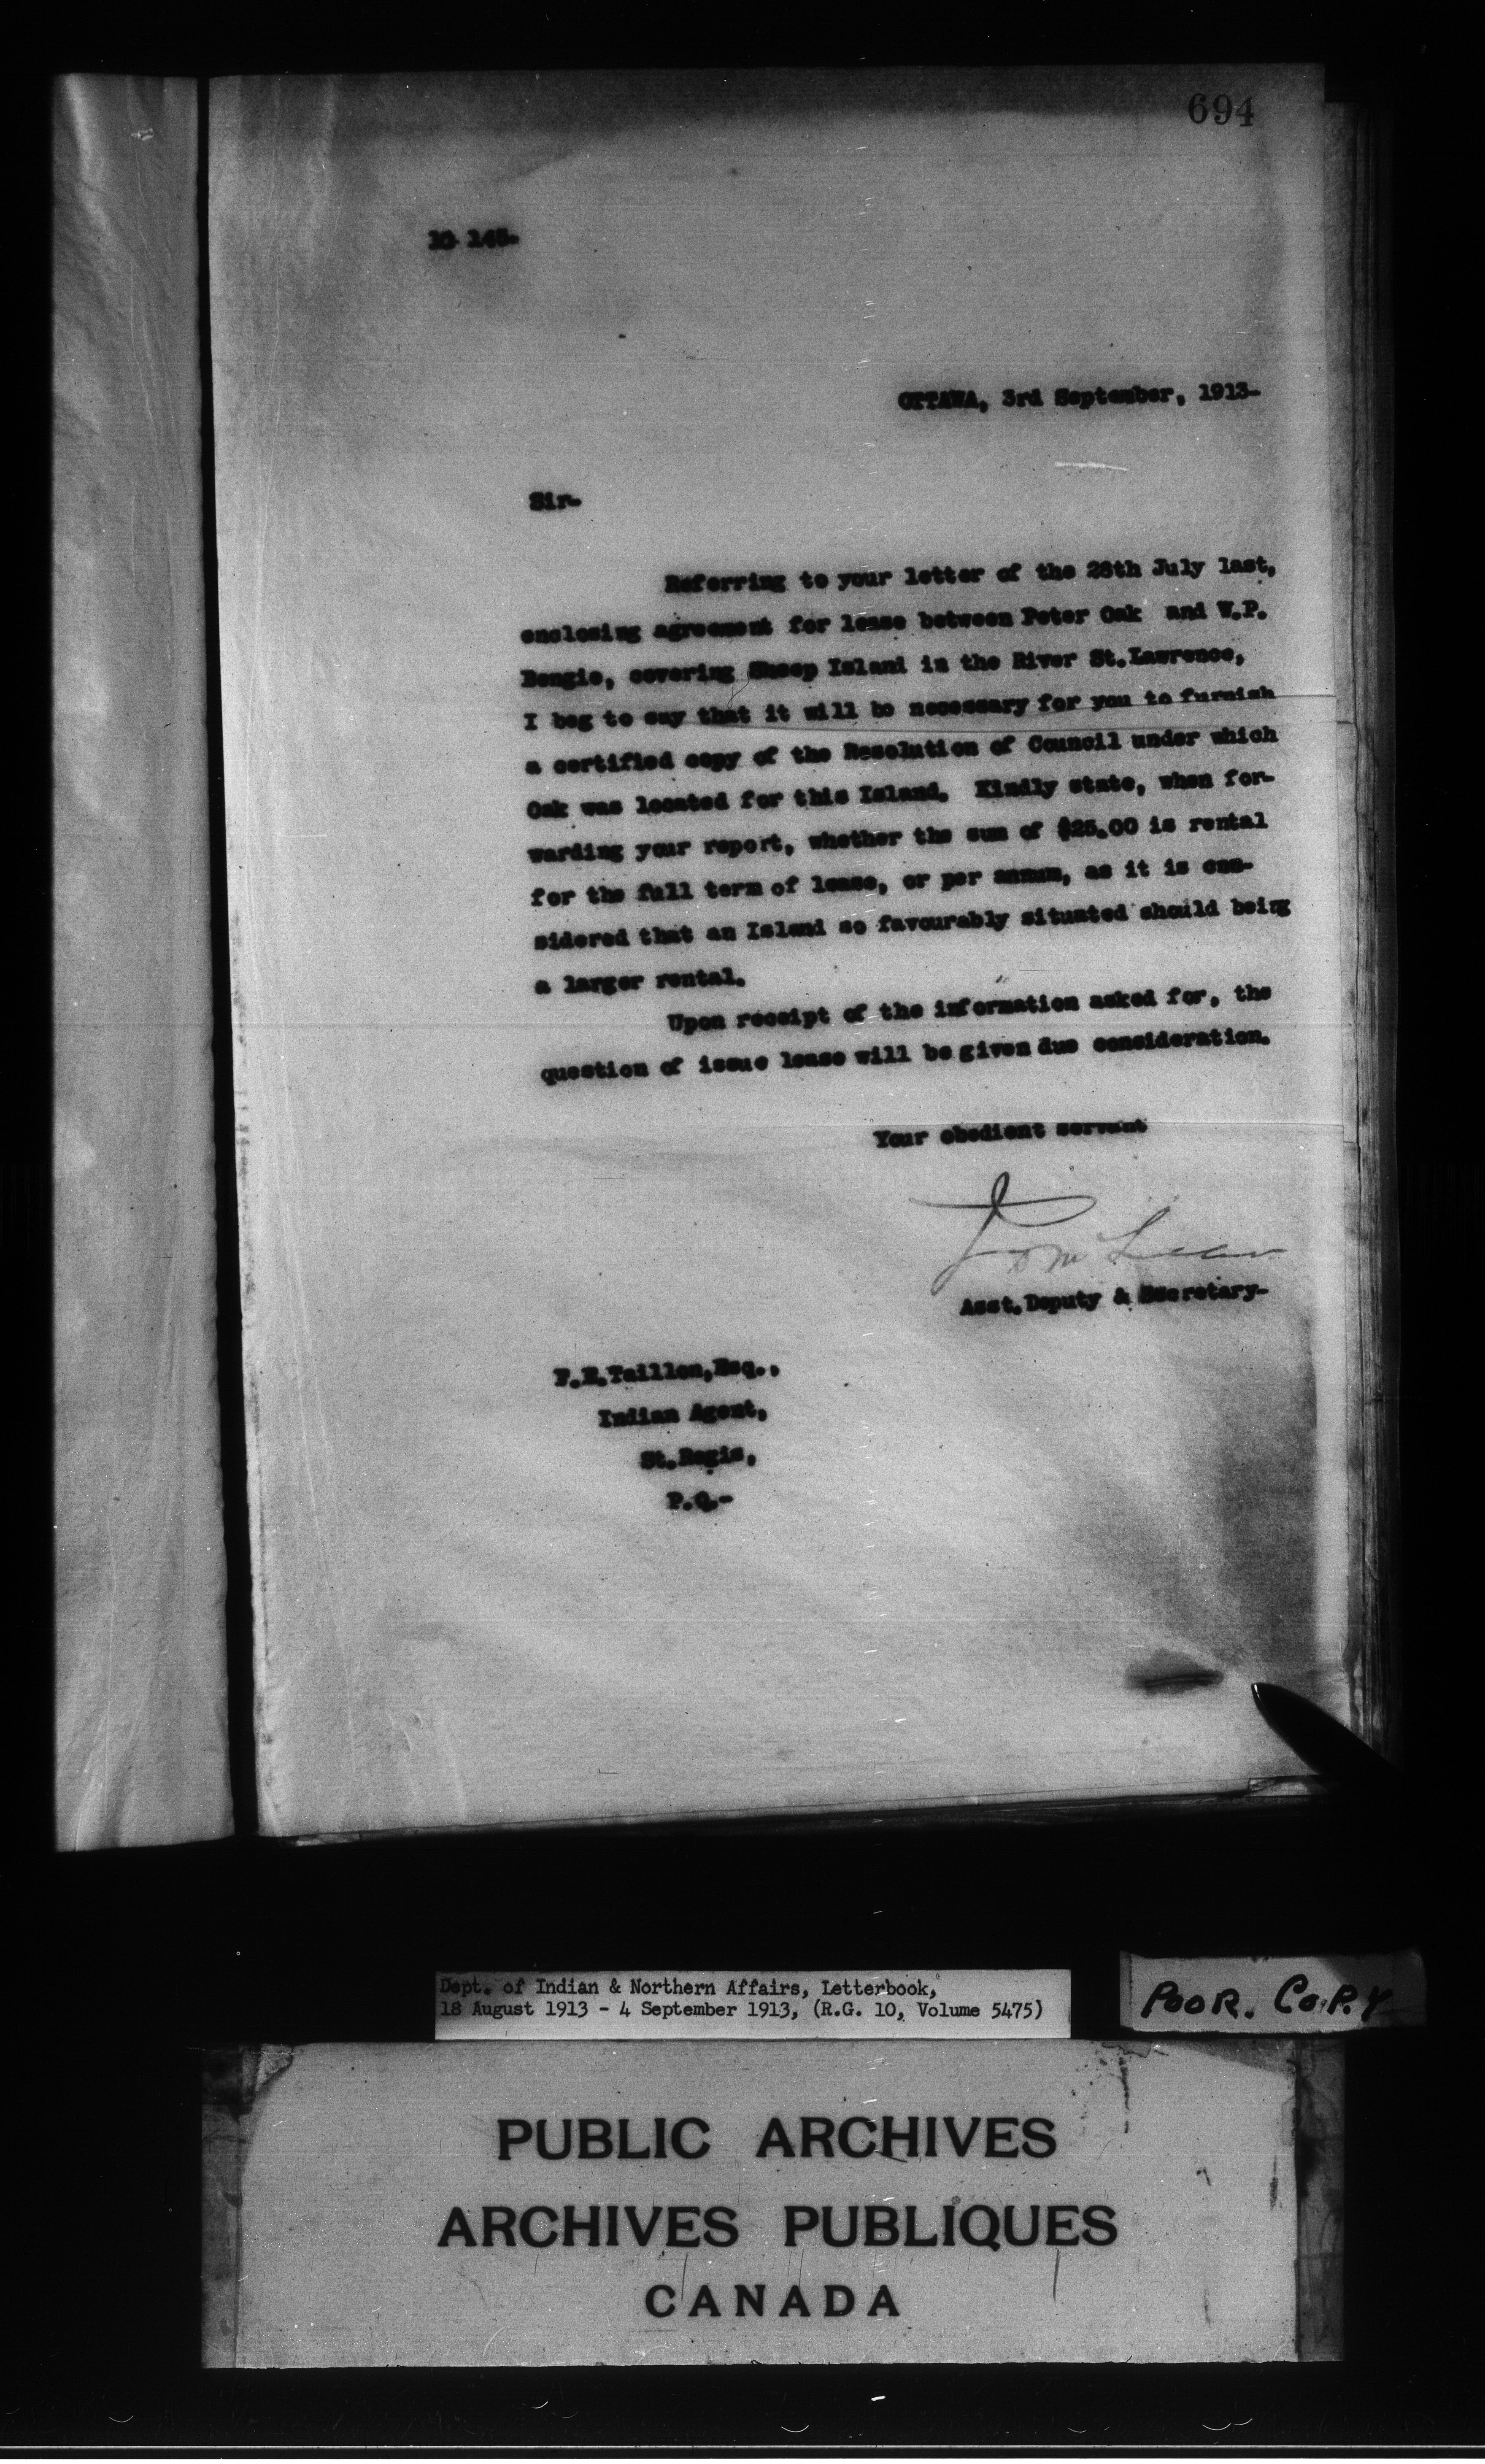 694
10 145-
OTTAWA, 3rd September, 1913-
Sir-
Referring to your letter of the 28th July last,
enclosing agreement for lease between Peter Oak and W.P.
Bengie, covering Sheep Island in the River St.Lawrence,
I beg to say that it will be necessary for you to furnish
a certified copy of the Resolution of Council under which
Oak was located for this Island. Kindly state, when for-
warding your report, whether the sum of $25.00 is rental
for the full term of lease, or per annum, as it is con-
sidered that an Island so favourably situated should being
a larger rental.
Upon receipt of the information asked for, the
question of issue lease will be given due consideration.
Your obedient servant
J D McLean
Asst.Deputy & Secretary-
F.E.Taillon,Esq.,
Indian Agent,
St.Regis,
P.Q.-
Dept. of Indian & Northern Affairs, Letterbook,
18 August 1913 - 4 September 1913, (R.G. 10, Volume 5475)
POOR. COPY
PUBLIC ARCHIVES
ARCHIVES PUBLIQUES
CANADA